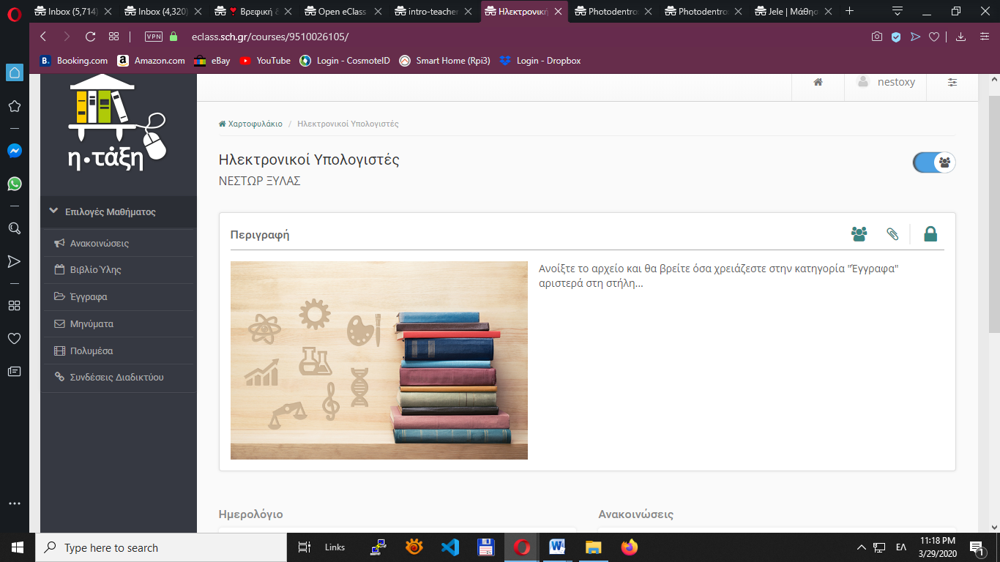 Inbox (5,714)
Inbox (4,320)
Βρεφική &
Open eClass
intro-teacher
Ηλεκτρονική
Photodentro
Photodentro
Jele | Μάθησ
VPN
eclass.sch.gr/courses/9510026105/
B. Booking.com
a Amazon.com
eBay
YouTube
Login - CosmoteID
Smart Home (Rpi3)
Login - Dropbox
η•τάξη
nestoxy
Χαρτοφυλάκιο / Ηλεκτρονικοί Υπολογιστές
Ηλεκτρονικοί Υπολογιστές
ΝΕΣΤΩΡ ΞΥΛΑΣ
Επιλογές Μαθήματος
Ανακοινώσεις
Βιβλίο Ύλης
Έγγραφα
Μηνύματα
Πολυμέσα
Συνδέσεις Διαδικτύου
Περιγραφή
Ανοίξτε το αρχείο και θα βρείτε όσα χρειάζεστε στην κατηγορία "Έγγραφα"
αριστερά στη στήλη...
Ημερολόγιο
Ανακοινώσεις
Type here to search
Links
ΕΛ
11:18 PM
3/29/2020
1